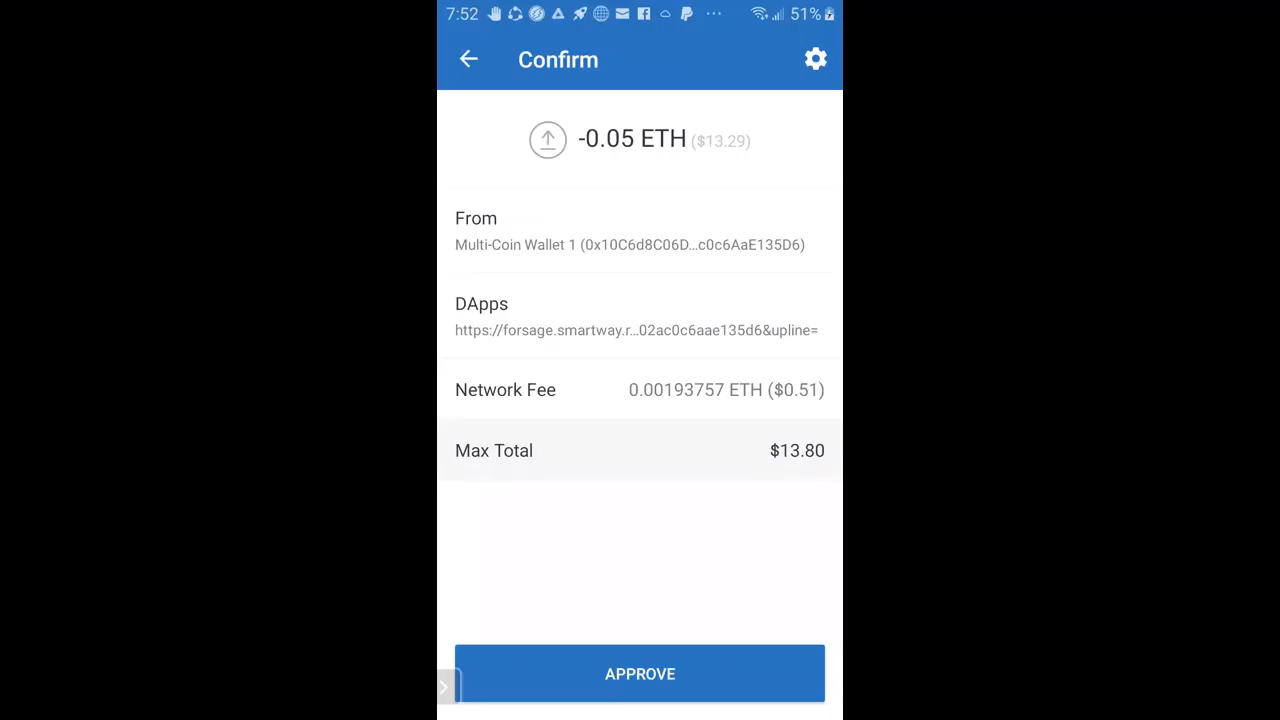 7:52 51%
Confirm
-0.05 ETH ($13.29)
From
Multi-Coin Wallet 1 (0x10C6d8C06D...c0c6AaE135D6)
DApps
https://forsage.smartway.r...02ac0c6aae135d6&upline=
Network Fee 0.00193757 ETH ($0.51)
Max Total $13.80
APPROVE